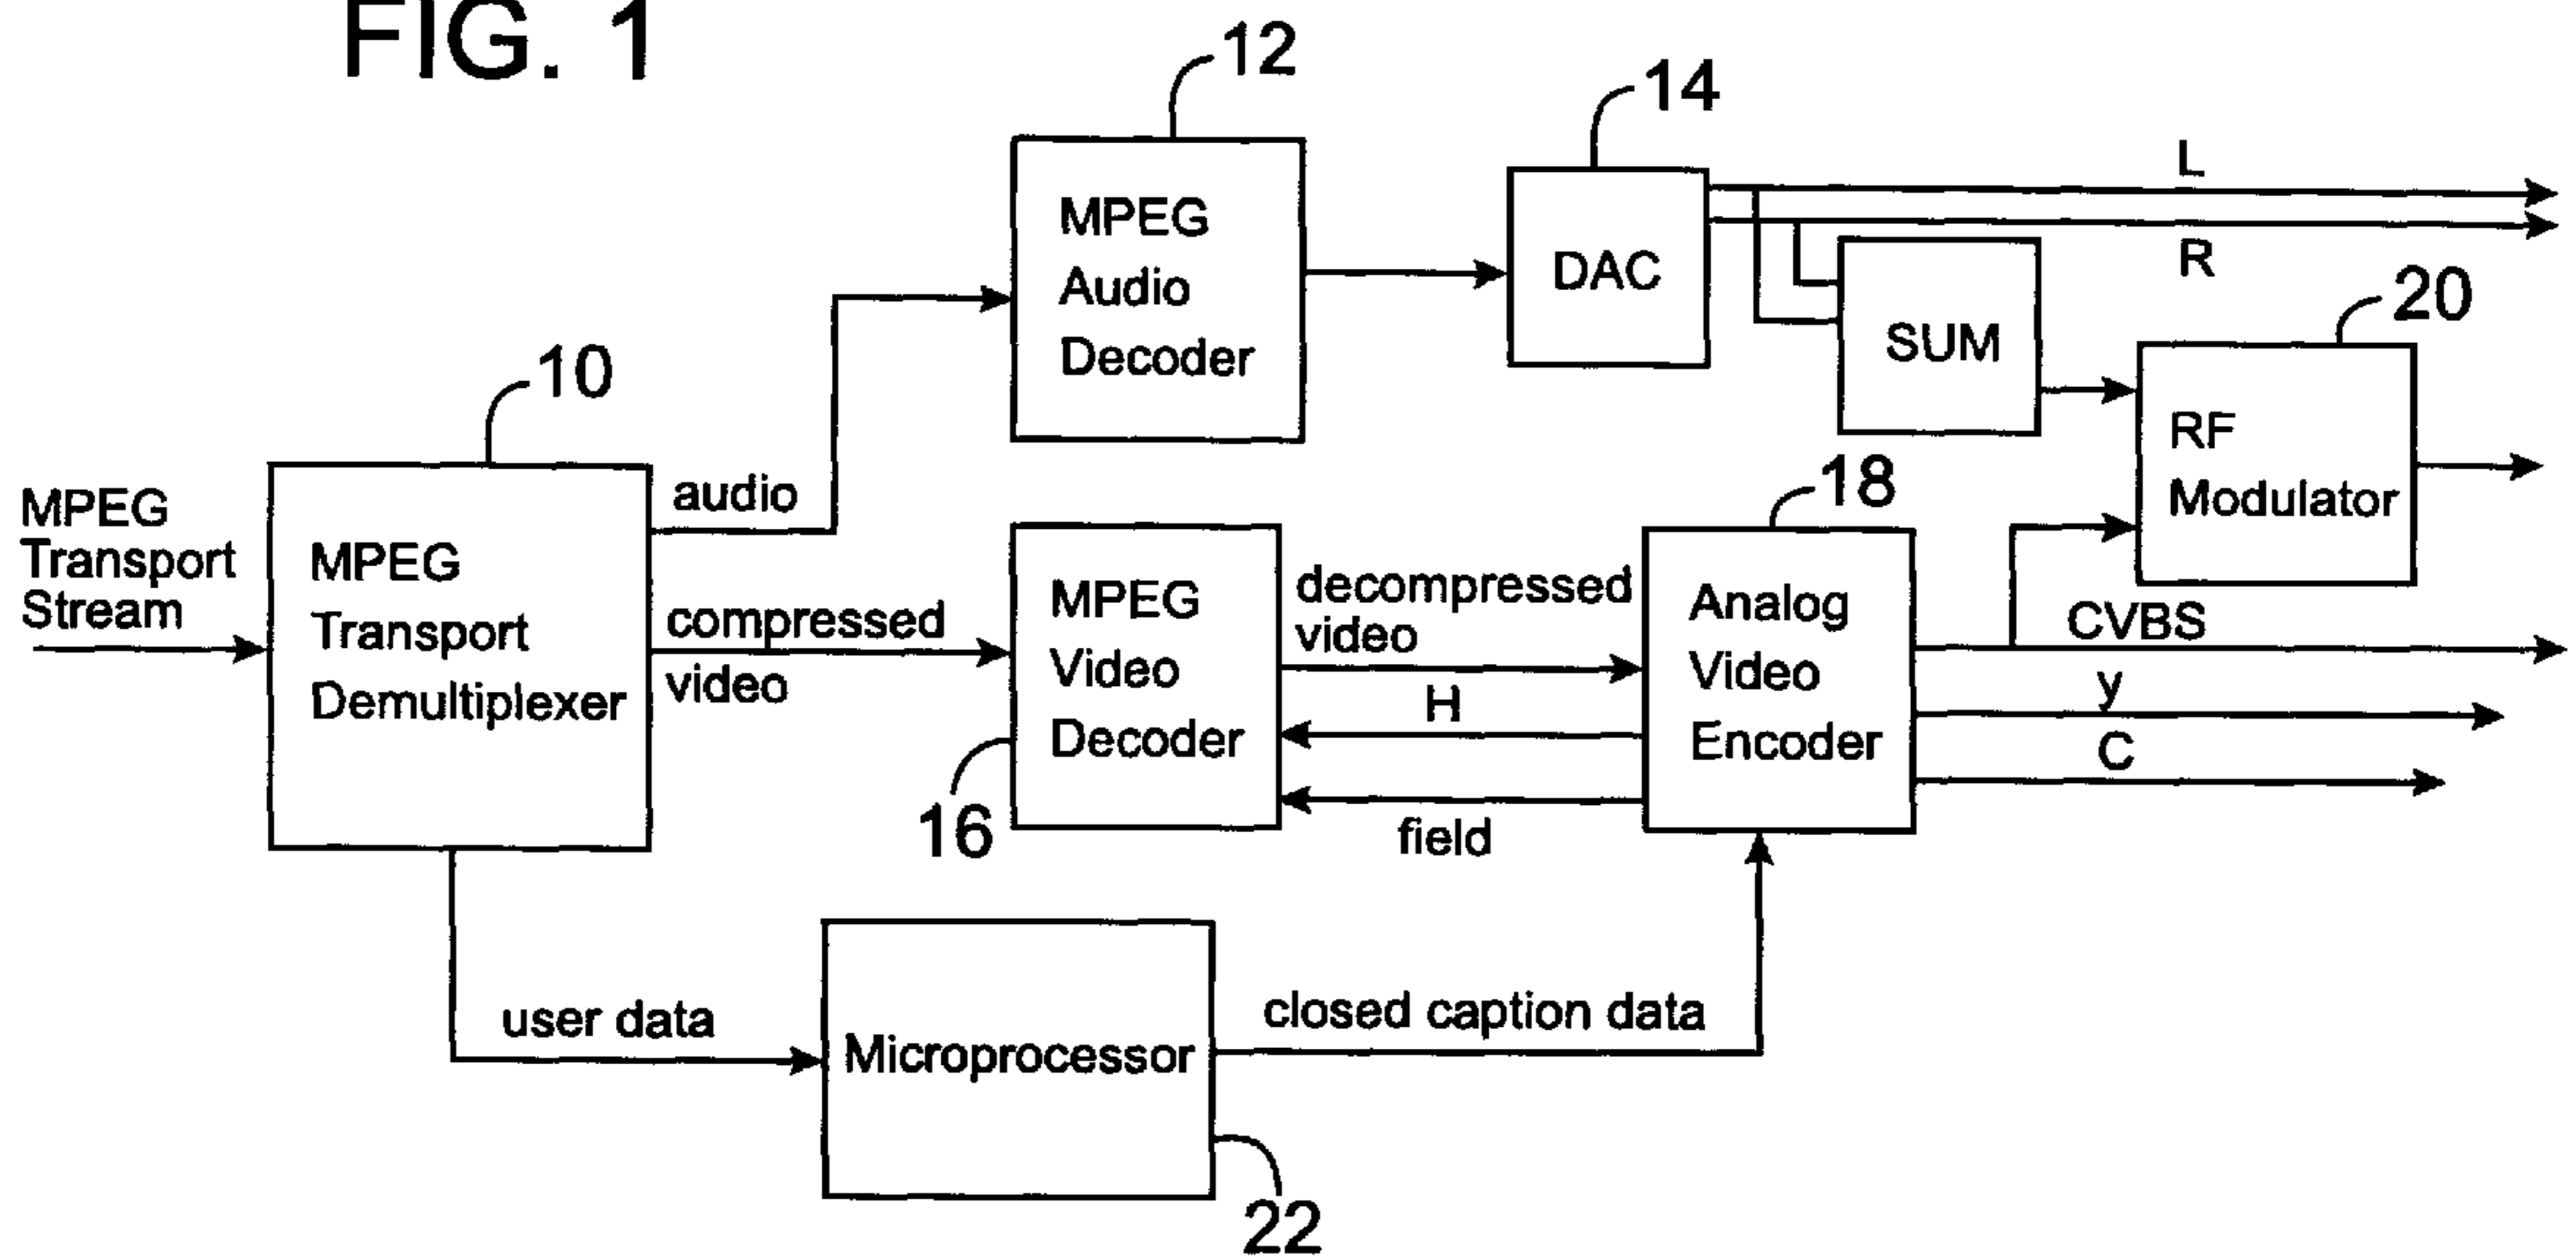 FIG. 1
12
14
L
R
MPEG
Audio
Decoder
DAC
SUM
20
10
RF
Modulator
18
MPEG
Transport
Stream
audio
MPEG
Transport
Demultiplexer
compressed
video
MPEG
Video
Decoder
decompressed
video
H
field
Analog
Video
Encoder
CVBS
y
C
16
user data
Microprocessor
closed caption data
22